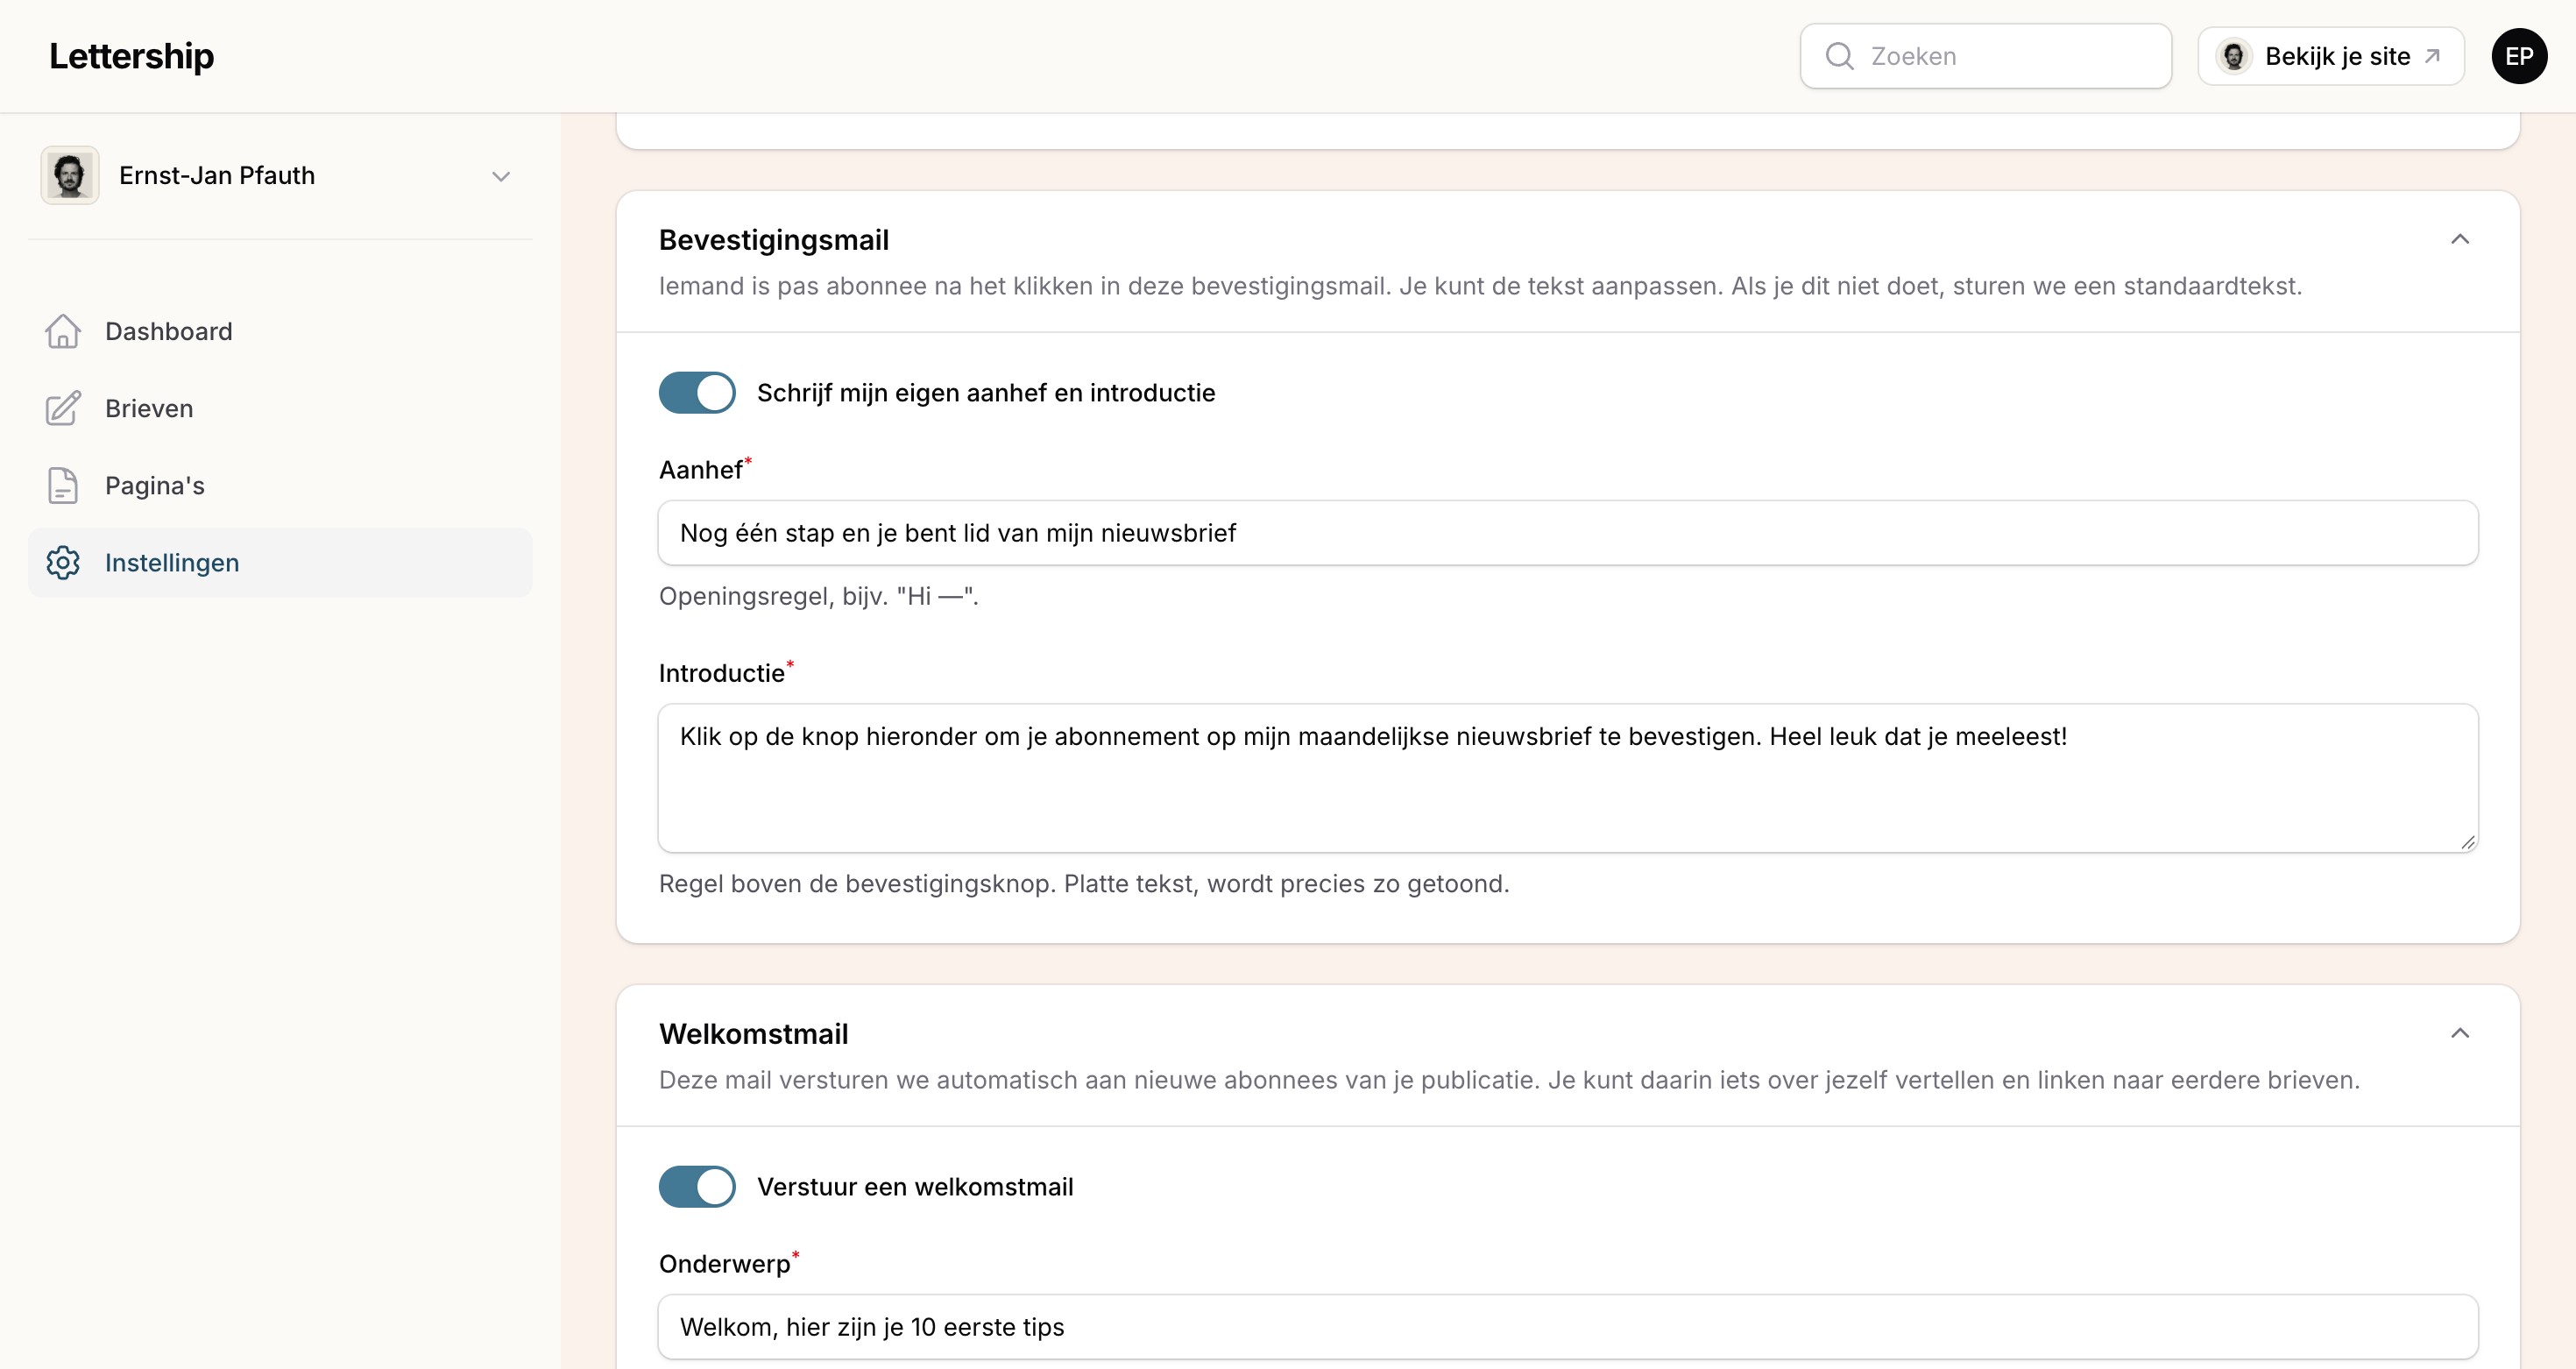 Lettership
Zoeken
Bekijk je site
EP
Ernst-Jan Pfauth
Dashboard
Brieven
Pagina's
Instellingen
Bevestigingsmail
Iemand is pas abonnee na het klikken in deze bevestigingsmail. Je kunt de tekst aanpassen. Als je dit niet doet, sturen we een standaardtekst.
Schrijf mijn eigen aanhef en introductie
Aanhef*
Nog één stap en je bent lid van mijn nieuwsbrief
Openingsregel, bijv. "Hi —".
Introductie*
Klik op de knop hieronder om je abonnement op mijn maandelijkse nieuwsbrief te bevestigen. Heel leuk dat je meeleest!
Regel boven de bevestigingsknop. Platte tekst, wordt precies zo getoond.
Welkomstmail
Deze mail versturen we automatisch aan nieuwe abonnees van je publicatie. Je kunt daarin iets over jezelf vertellen en linken naar eerdere brieven.
Verstuur een welkomstmail
Onderwerp*
Welkom, hier zijn je 10 eerste tips